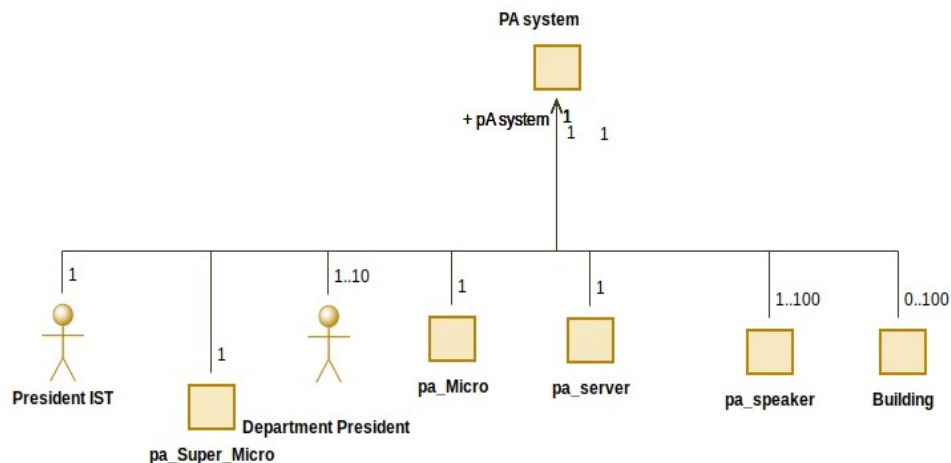 PA system
+ pA system 1
1 1
1
1
1..10
1
1
1..100
0..100
President IST
pa_Super_Micro
Department President
pa_Micro
pa_server
pa_speaker
Building